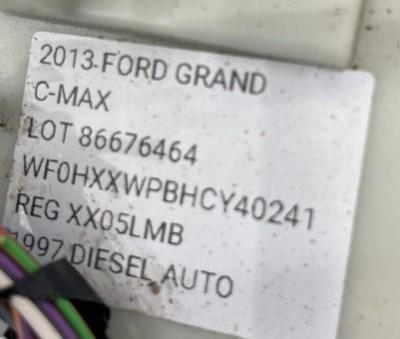 2013 FORD GRAND
C-MAX
LOT 86676464
WF0HXXWPBHCY40241
REG XX05LMB
1997 DIESEL AUTO